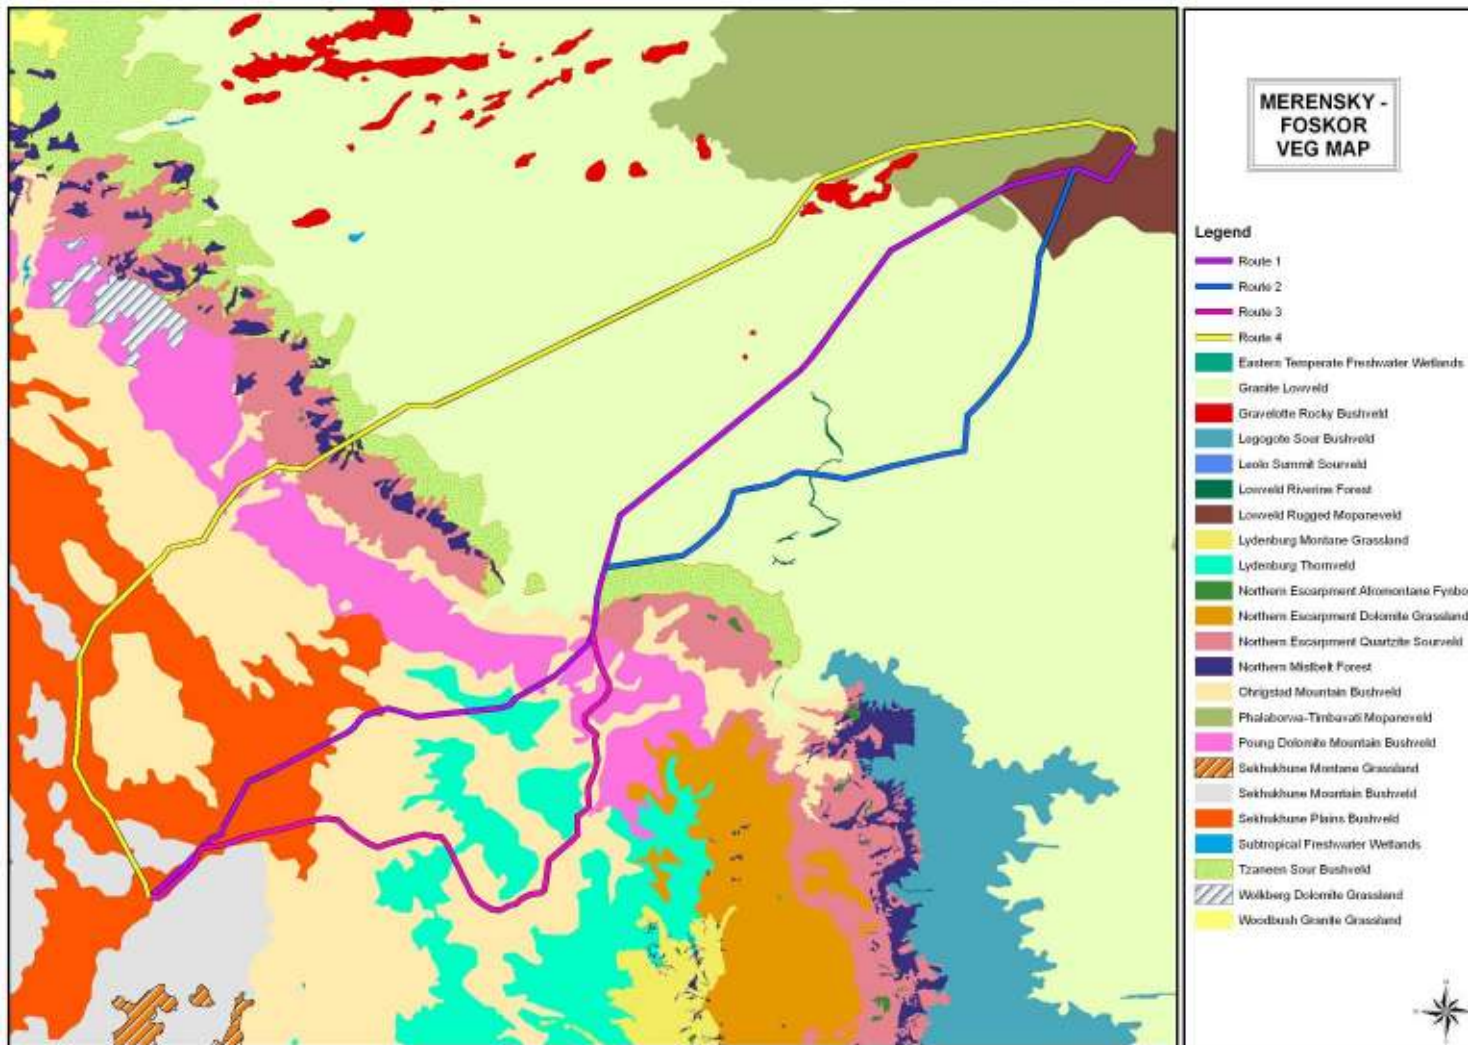 MERENSKY -
FOSKOR
VEG MAP
Legend
Route 1
Route 2
Route 3
Route 4
Eastern Temperate Freshwater Wetlands
Granite Lowveld
Gravelotte Rocky Bushveld
Legogote Sour Bushveld
Leolo Summit Sourveld
Lowveld Riverine Forest
Lowveld Rugged Mopaneveld
Lydenburg Montane Grassland
Lydenburg Thornveld
Northern Escarpment Afromontane Fynbo
Northern Escarpment Dolomite Grassland
Northern Escarpment Quartzite Sourveld
Northern Mistbelt Forest
Ohrigstad Mountain Bushveld
Phalaborwa-Timbavati Mopaneveld
Poung Dolomite Mountain Bushveld
Sekhukhune Montane Grassland
Sekhukhune Mountain Bushveld
Sekhukhune Plains Bushveld
Subtropical Freshwater Wetlands
Tzaneen Sour Bushveld
Wolkberg Dolomite Grassland
Woodbush Granite Grassland